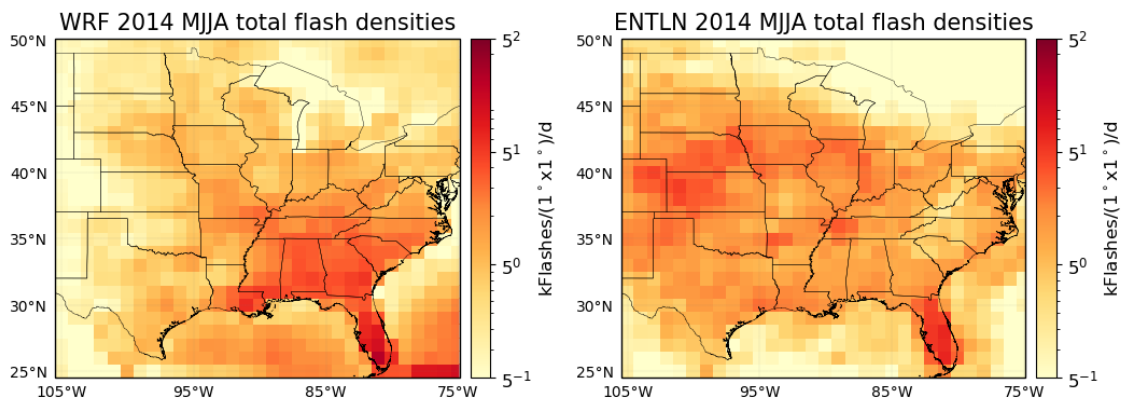 WRF 2014 MJJA total flash densities
50°N
45°N
40°N
35°N
30°N
25°N
105°W
95°W
85°W
75°W
5²
5¹
5⁰
5⁻¹
kFlashes/(1°x1°)/d
ENTLN 2014 MJJA total flash densities
50°N
45°N
40°N
35°N
30°N
25°N
105°W
95°W
85°W
75°W
5²
5¹
5⁰
5⁻¹
kFlashes/(1°x1°)/d